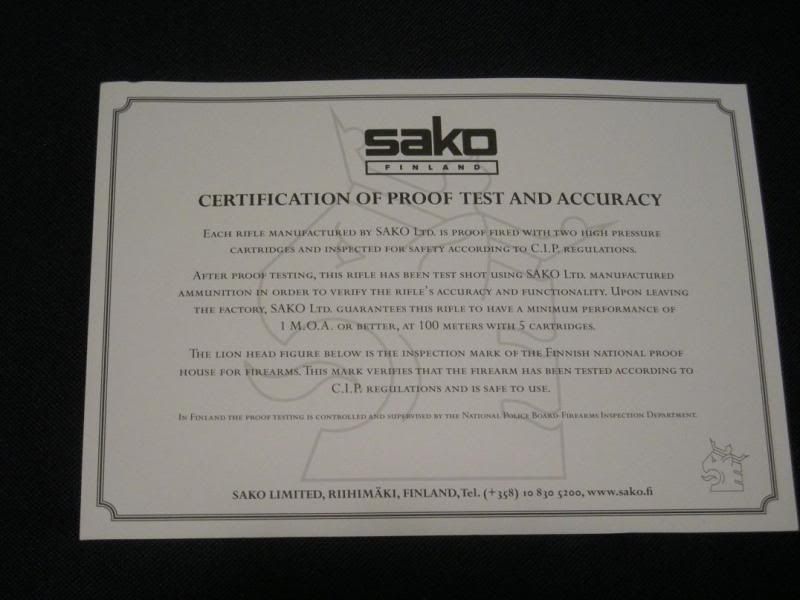 sako
FINLAND
CERTIFICATION OF PROOF TEST AND ACCURACY
EACH RIFLE MANUFACTURED BY SAKO LTD. IS PROOF FIRED WITH TWO HIGH PRESSURE
CARTRIDGES AND INSPECTED FOR SAFETY ACCORDING TO C.I.P. REGULATIONS.
AFTER PROOF TESTING, THIS RIFLE HAS BEEN TEST SHOT USING SAKO LTD. MANUFACTURED
AMMUNITION IN ORDER TO VERIFY THE RIFLE'S ACCURACY AND FUNCTIONALITY. UPON LEAVING
THE FACTORY, SAKO LTD. GUARANTEES THIS RIFLE TO HAVE A MINIMUM PERFORMANCE OF
1 M.O.A. OR BETTER, AT 100 METERS WITH 5 CARTRIDGES.
THE LION HEAD FIGURE BELOW IS THE INSPECTION MARK OF THE FINNISH NATIONAL PROOF
HOUSE FOR FIREARMS. THIS MARK VERIFIES THAT THE FIREARM HAS BEEN TESTED ACCORDING TO
C.I.P. REGULATIONS AND IS SAFE TO USE.
IN FINLAND THE PROOF TESTING IS CONTROLLED AND SUPERVISED BY THE NATIONAL POLICE BOARD-FIREARMS INSPECTION DEPARTMENT.
SAKO LIMITED, RIIHIMÄKI, FINLAND, Tel. (+358) 10 830 5200, www.sako.fi